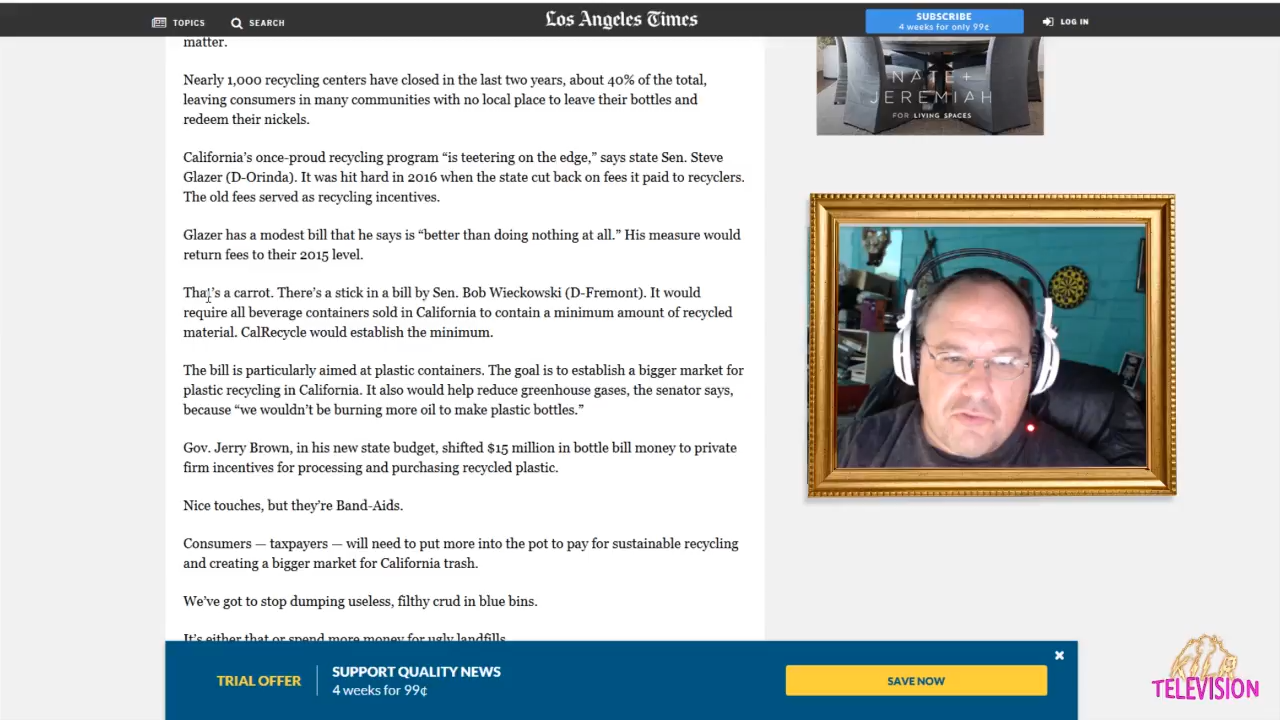 TOPICS
SEARCH
Los Angeles Times
SUBSCRIBE
4 weeks for only 99¢
LOG IN
matter.
Nearly 1,000 recycling centers have closed in the last two years, about 40% of the total,
leaving consumers in many communities with no local place to leave their bottles and
redeem their nickels.
California’s once-proud recycling program “is teetering on the edge,” says state Sen. Steve
Glazer (D-Orinda). It was hit hard in 2016 when the state cut back on fees it paid to recyclers.
The old fees served as recycling incentives.
Glazer has a modest bill that he says is “better than doing nothing at all.” His measure would
return fees to their 2015 level.
That’s a carrot. There’s a stick in a bill by Sen. Bob Wieckowski (D-Fremont). It would
require all beverage containers sold in California to contain a minimum amount of recycled
material. CalRecycle would establish the minimum.
The bill is particularly aimed at plastic containers. The goal is to establish a bigger market for
plastic recycling in California. It also would help reduce greenhouse gases, the senator says,
because “we wouldn’t be burning more oil to make plastic bottles.”
Gov. Jerry Brown, in his new state budget, shifted $15 million in bottle bill money to private
firm incentives for processing and purchasing recycled plastic.
Nice touches, but they’re Band-Aids.
Consumers — taxpayers — will need to put more into the pot to pay for sustainable recycling
and creating a bigger market for California trash.
We’ve got to stop dumping useless, filthy crud in blue bins.
It’s either that or spend more money for ugly landfills.
NATE +
JEREMIAH
FOR LIVING SPACES
TRIAL OFFER
SUPPORT QUALITY NEWS
4 weeks for 99¢
SAVE NOW
KILR
TELEVISION